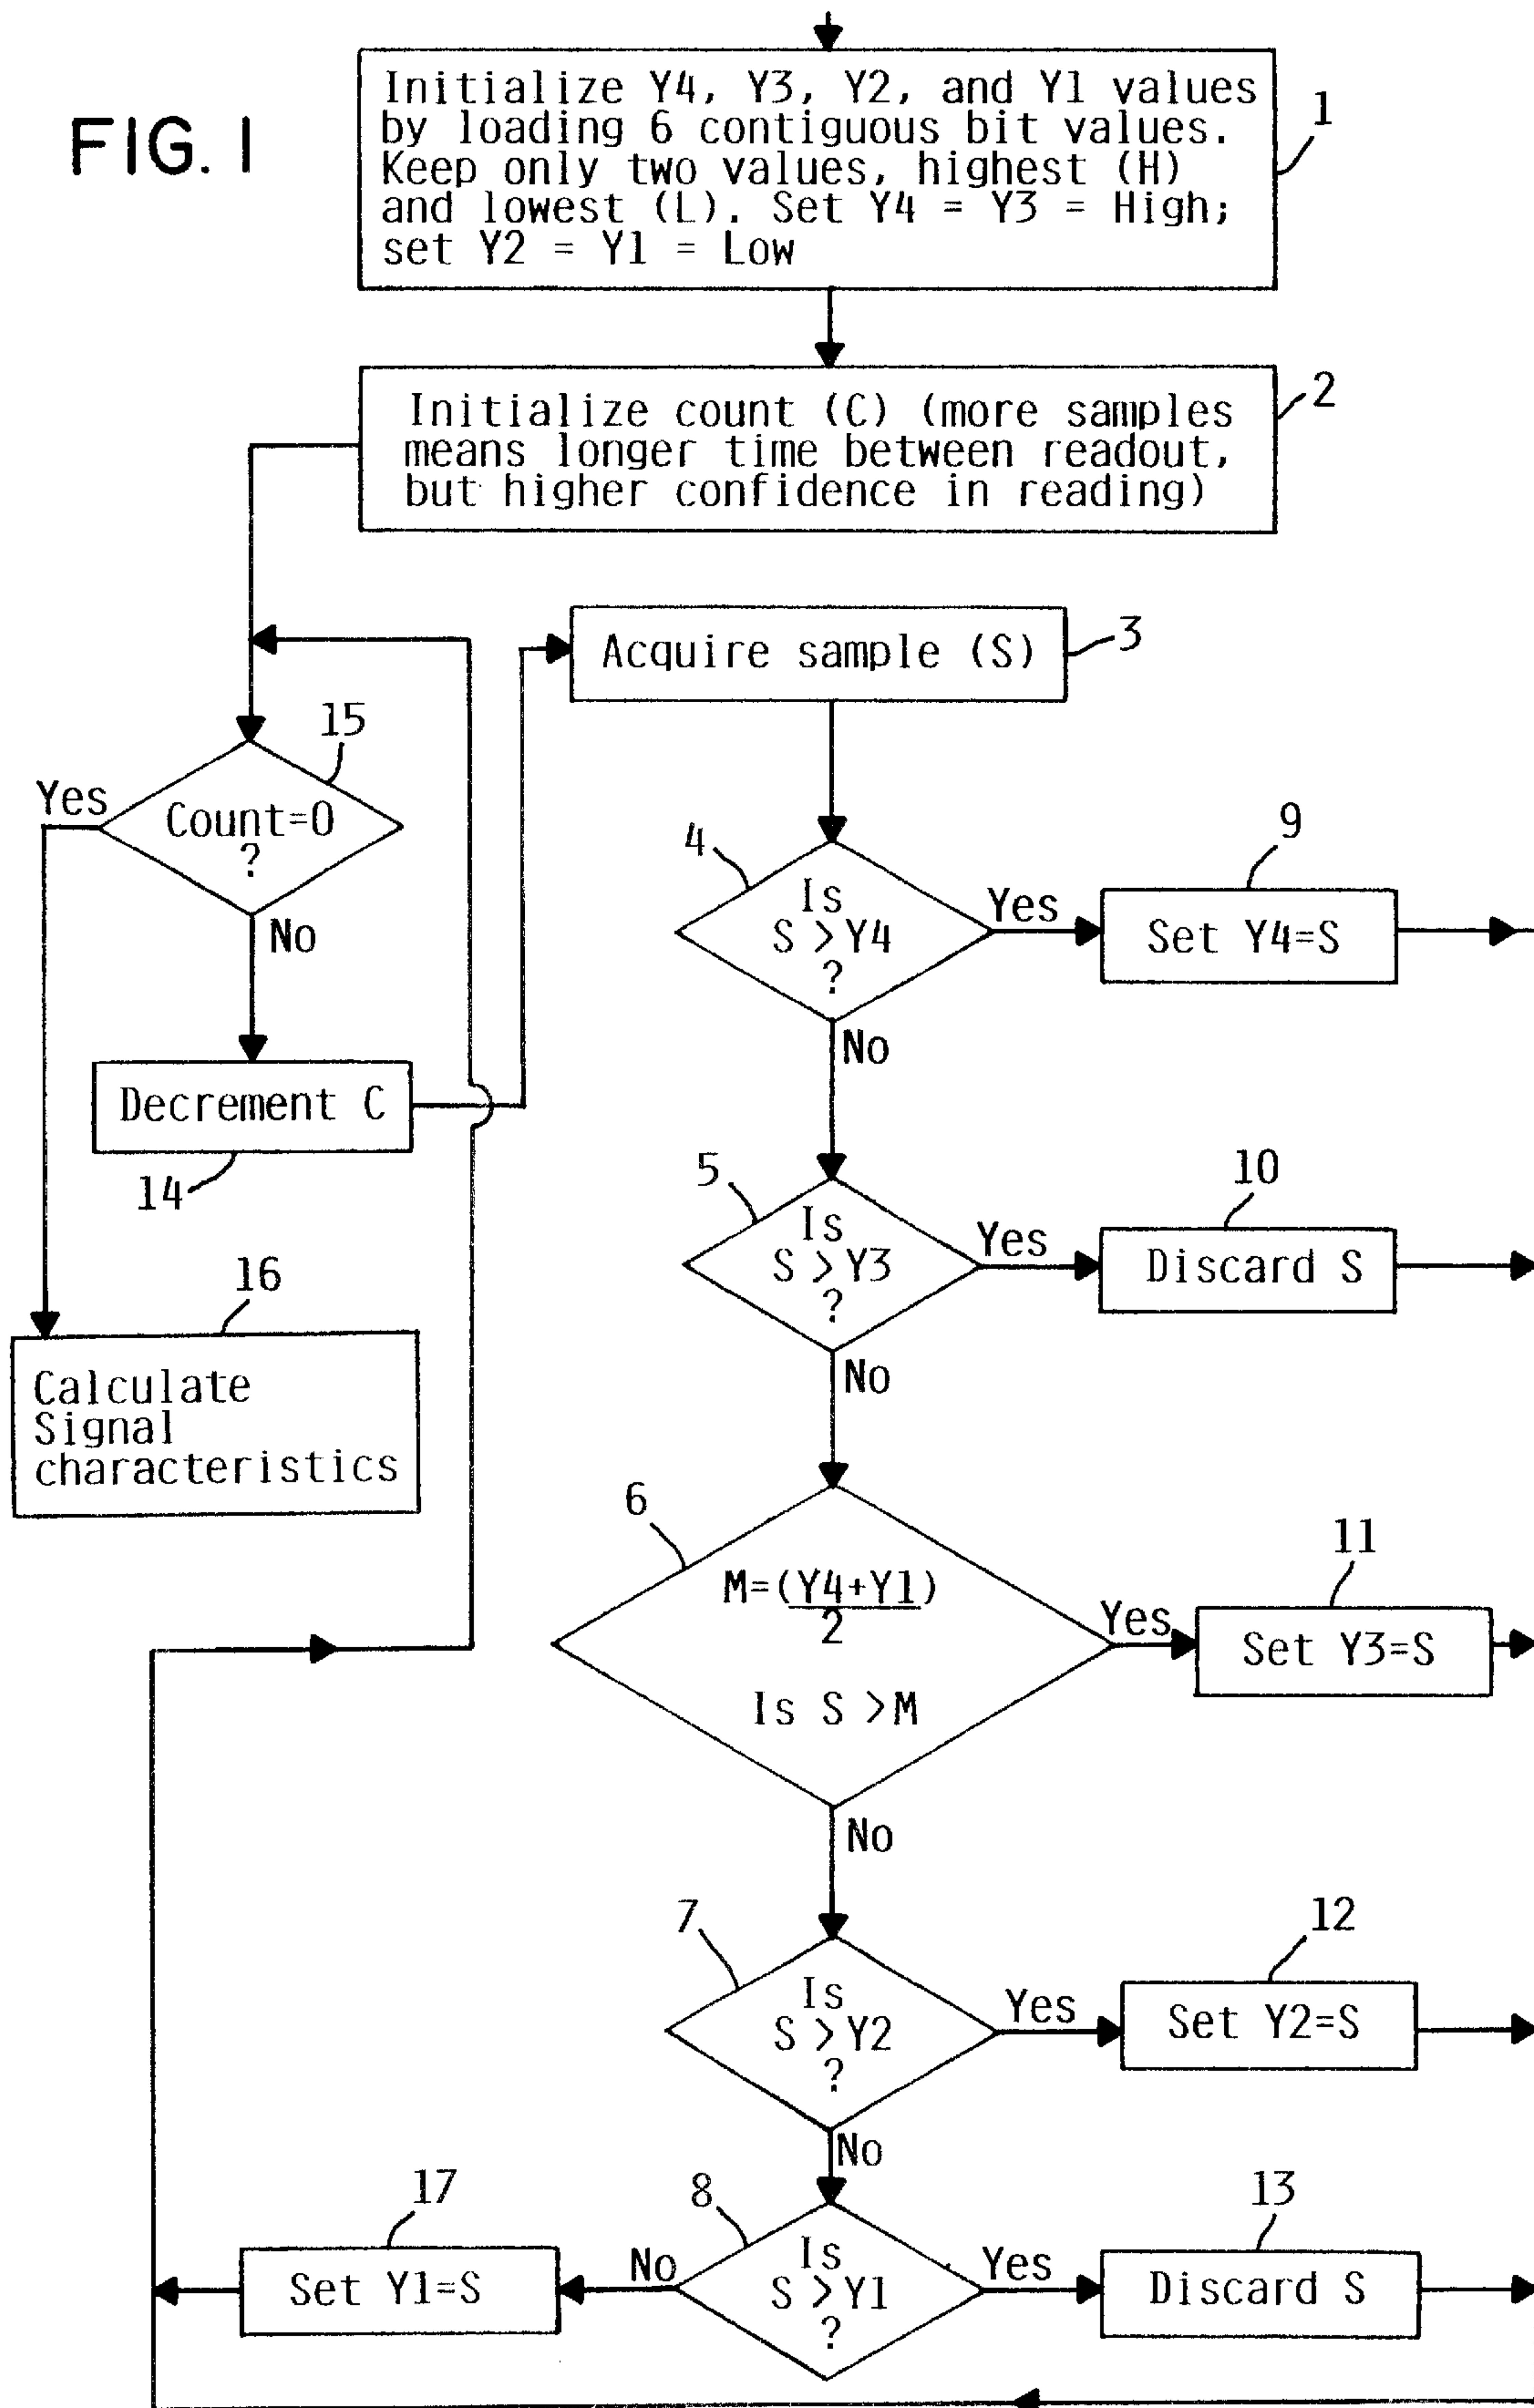 FIG. 1
Initialize Y4, Y3, Y2, and Y1 values
by loading 6 contiguous bit values.
Keep only two values, highest (H)
and lowest (L). Set Y4 = Y3 = High;
set Y2 = Y1 = Low
1
Initialize count (C) (more samples
means longer time between readout,
but higher confidence in reading)
2
Acquire sample (S)
3
15
Yes
Count=0
?
No
Decrement C
14
16
Calculate
Signal
characteristics
4
Is
S >Y4
?
Yes
9
Set Y4=S
No
5
Is
S >Y3
?
Yes
10
Discard S
No
6
M=(Y4+Y1)
2
Is S >M
Yes
11
Set Y3=S
No
7
Is
S >Y2
?
Yes
12
Set Y2=S
No
8
Is
S >Y1
?
Yes
13
Discard S
No
17
Set Y1=S